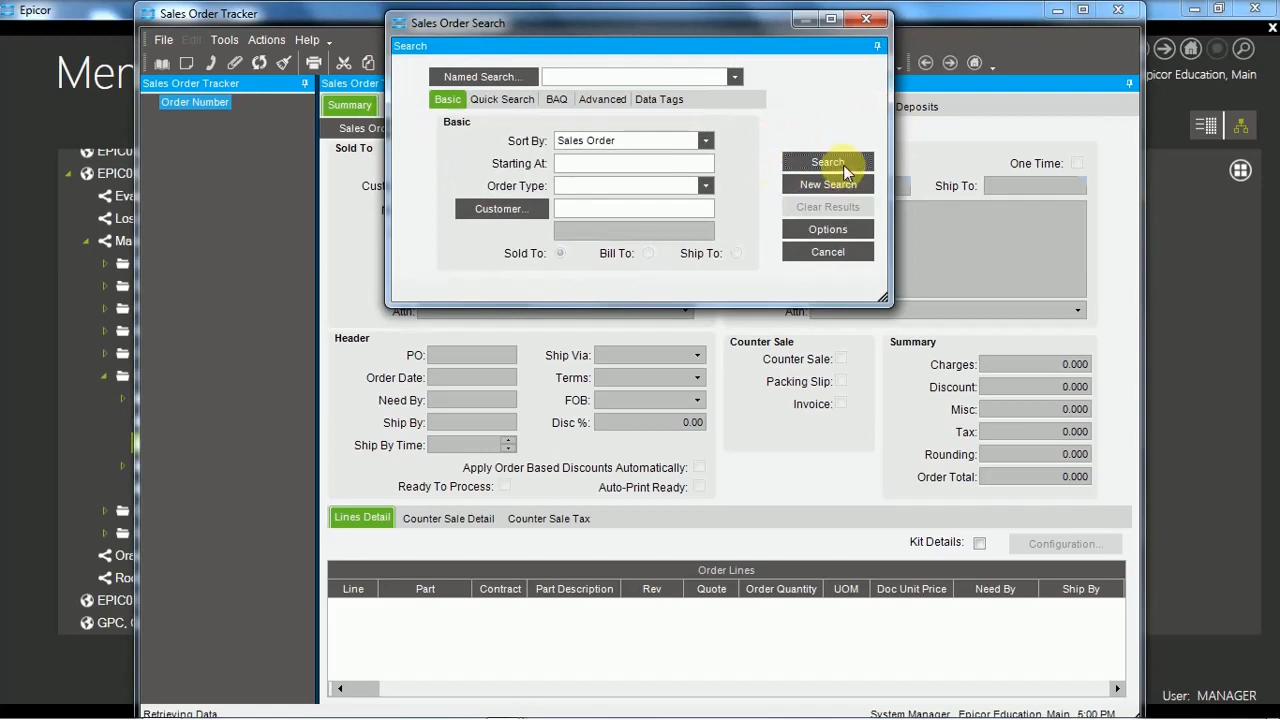 Epicor
Sales Order Tracker
Sales Order Search
File Edit Tools Actions Help
Search
Named Search...
Sales Order Tracker
Order Number
Summary
Deposits
Basic Quick Search BAQ Advanced Data Tags
Basic
Sort By: Sales Order
Starting At:
Order Type:
Customer...
Sold To: Bill To: Ship To:
Search
New Search
Clear Results
Options
Cancel
Epicor Education, Main
Sold To
One Time:
Ship To:
Attn:
Attn:
Header
PO:
Order Date:
Need By:
Ship By:
Ship By Time:
Ship Via:
Terms:
FOB:
Disc %: 0.00
Apply Order Based Discounts Automatically:
Ready To Process:
Auto-Print Ready:
Counter Sale
Counter Sale:
Packing Slip:
Invoice:
Summary
Charges: 0.000
Discount: 0.000
Misc: 0.000
Tax: 0.000
Rounding: 0.000
Order Total: 0.000
Lines Detail Counter Sale Detail Counter Sale Tax
Kit Details: Configuration...
Order Lines
Line Part Contract Part Description Rev Quote Order Quantity UOM Doc Unit Price Need By Ship By
User: MANAGER
Retrieving Data
System Manager Epicor Education, Main 5:00 PM